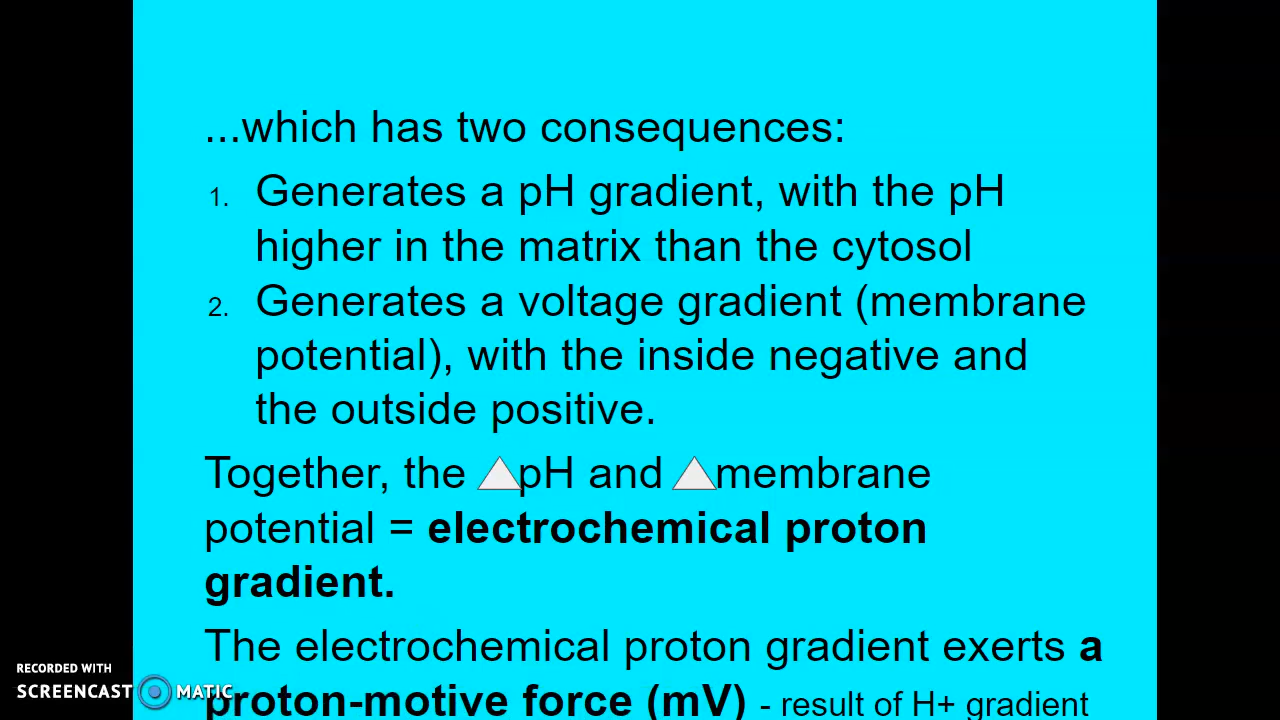 ...which has two consequences:
1. Generates a pH gradient, with the pH
higher in the matrix than the cytosol
2. Generates a voltage gradient (membrane
potential), with the inside negative and
the outside positive.
Together, the △pH and △membrane
potential = electrochemical proton
gradient.
The electrochemical proton gradient exerts a
proton-motive force (mV) - result of H+ gradient
RECORDED WITH
SCREENCAST MATIC